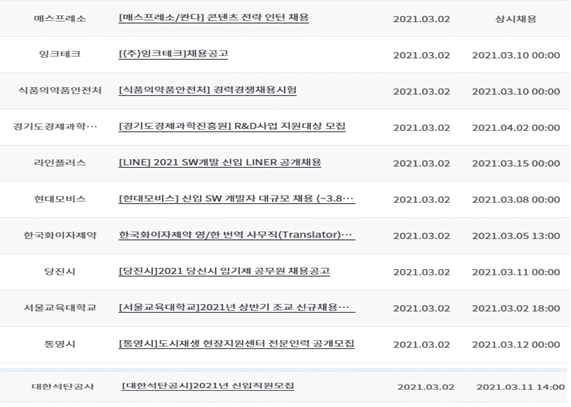 매스프레소 [매스프레소/콴다] 콘텐츠 전략 인턴 채용 2021.03.02 상시채용
잉크테크 [(주)잉크테크]채용공고 2021.03.02 2021.03.10 00:00
식품의약품안전처 [식품의약품안전처] 경력경쟁채용시험 2021.03.02 2021.03.10 00:00
경기도경제과학··· [경기도경제과학진흥원] R&D사업 지원대상 모집 2021.03.02 2021.04.02 00:00
라인플러스 [LINE] 2021 SW개발 신입 LINER 공개채용 2021.03.02 2021.03.15 00:00
현대모비스 [현대모비스] 신입 SW 개발자 대규모 채용 (~3.8··· 2021.03.02 2021.03.08 00:00
한국화이자제약 한국화이자제약 영/한 번역 사무직(Translator)··· 2021.03.02 2021.03.05 13:00
당진시 [당진시]2021 당신시 임기제 공무원 채용공고 2021.03.02 2021.03.11 00:00
서울교육대학교 [서울교육대학교]2021년 상반기 조교 신규채용··· 2021.03.02 2021.03.02 18:00
통영시 [통영시]도시재생 현장지원센터 전문인력 공개모집 2021.03.02 2021.03.12 00:00
대한석탄공사 [대한석탄공시]2021년 신입직원모집 2021.03.02 2021.03.11 14:00